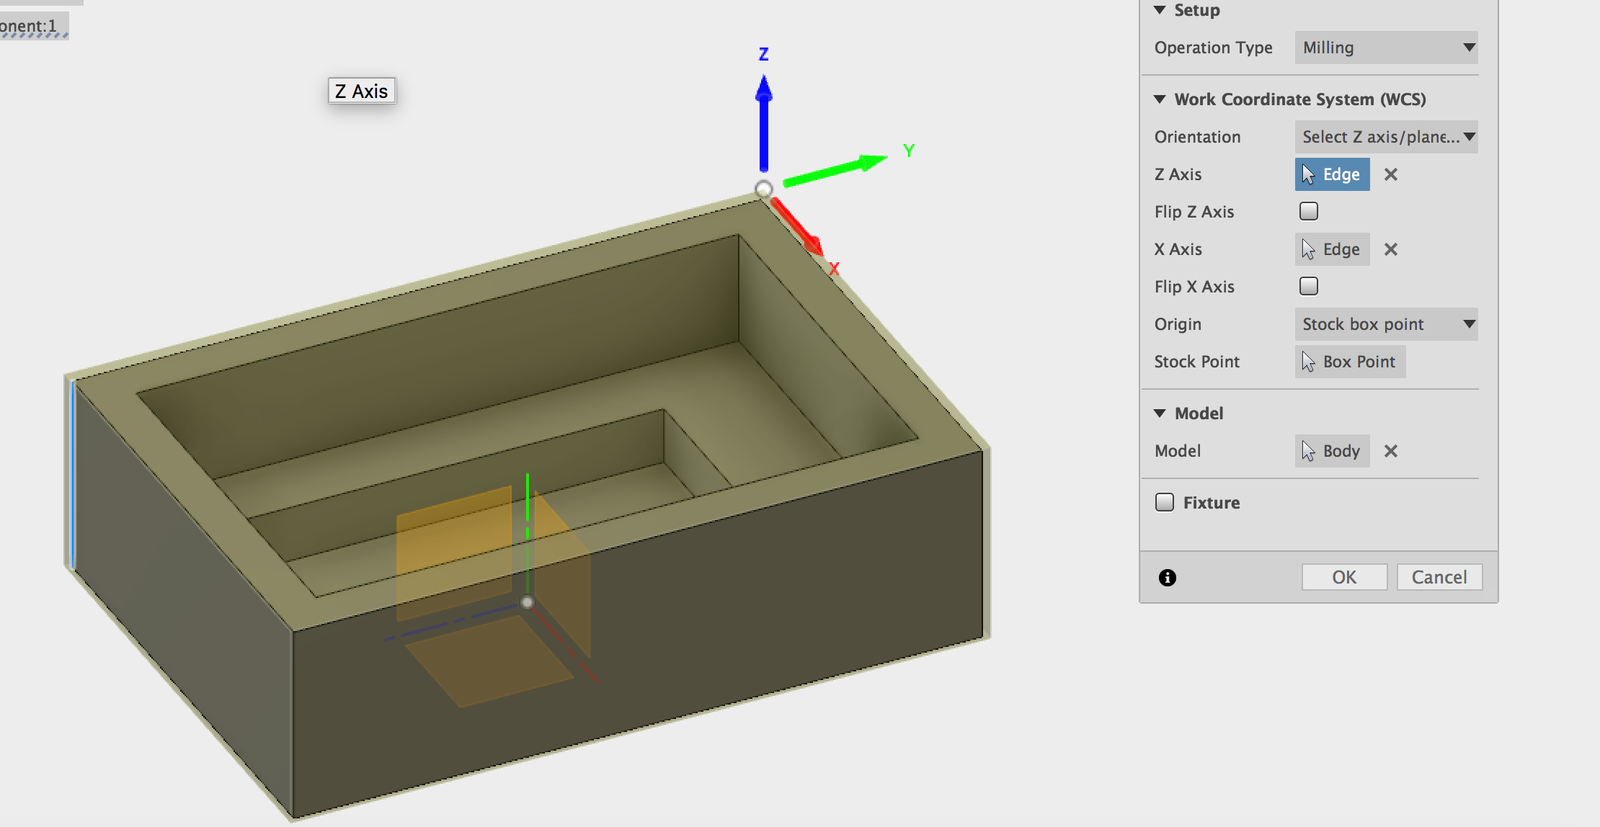 onent:1
Z Axis
Z
Y
X
Setup
Operation Type Milling
Work Coordinate System (WCS)
Orientation Select Z axis/plane...
Z Axis Edge
Flip Z Axis
X Axis Edge
Flip X Axis
Origin Stock box point
Stock Point Box Point
Model
Model Body
Fixture
OK Cancel